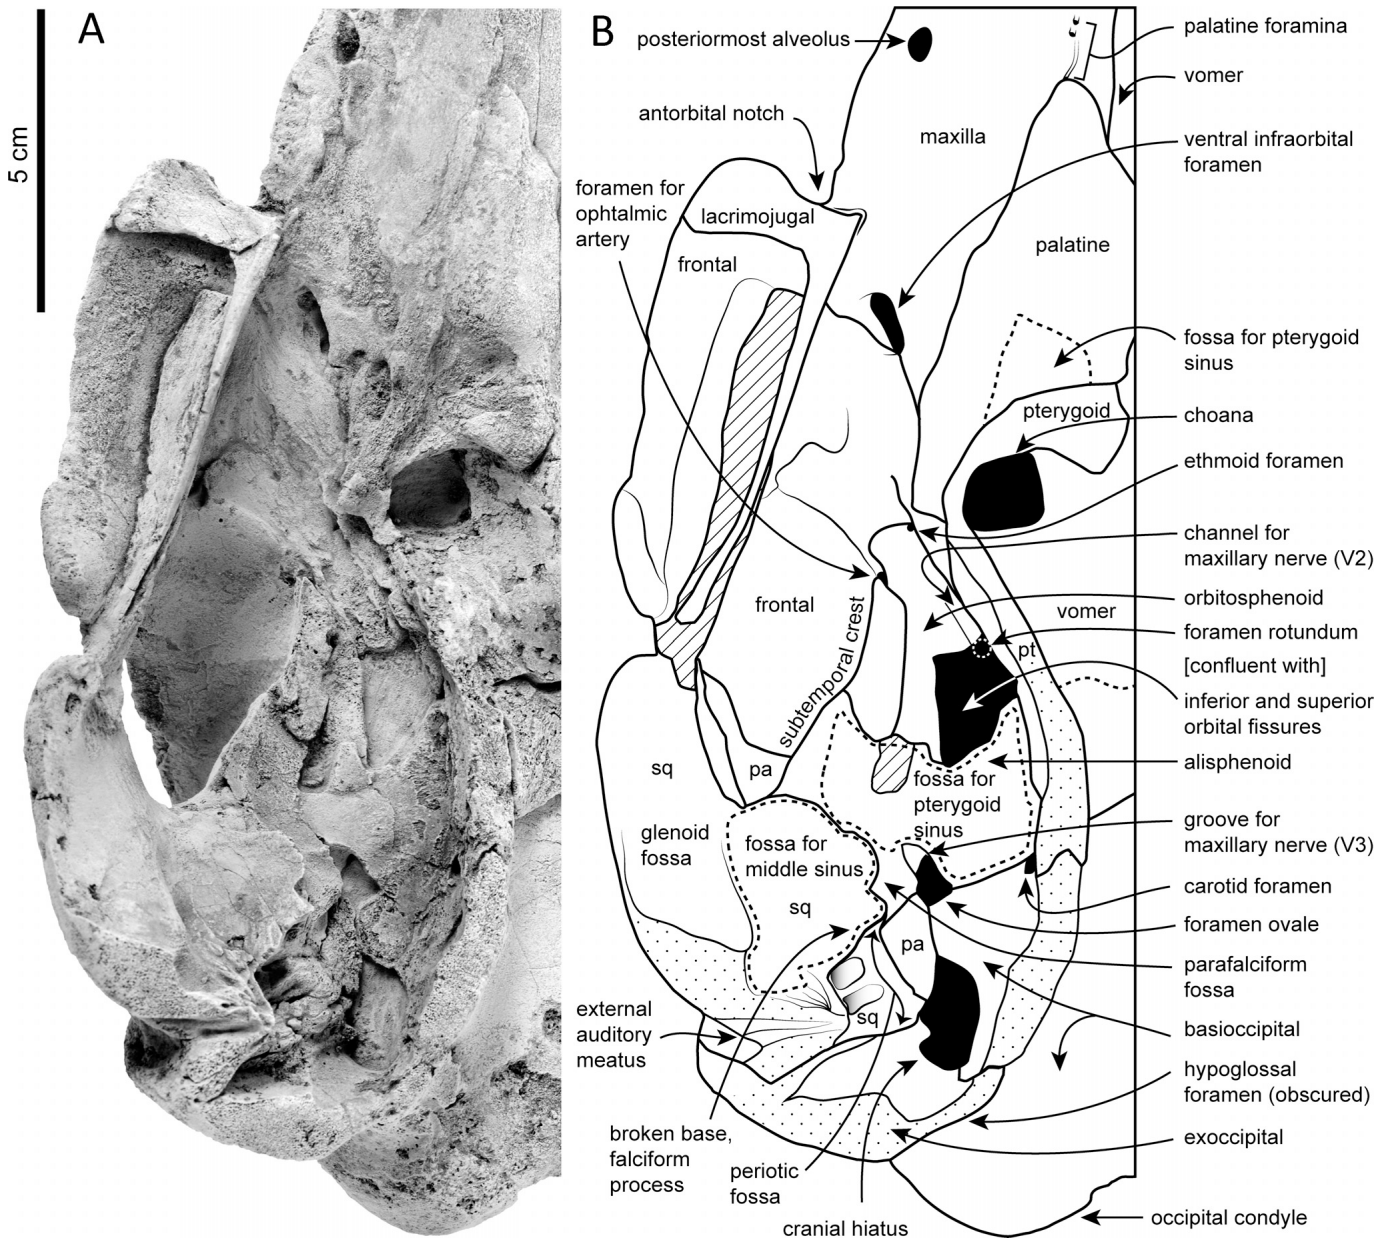 A
5 cm
B
posteriormost alveolus
palatine foramina
vomer
antorbital notch
maxilla
ventral infraorbital
foramen
foramen for
ophtalmic
artery
lacrimojugal
frontal
palatine
fossa for pterygoid
sinus
pterygoid
choana
ethmoid foramen
channel for
maxillary nerve (V2)
frontal
subtemporal crest
orbitosphenoid
vomer
foramen rotundum
pt
[confluent with]
inferior and superior
orbital fissures
sq
pa
alisphenoid
fossa for
pterygoid
sinus
glenoid
fossa
fossa for
middle sinus
sq
groove for
maxillary nerve (V3)
carotid foramen
foramen ovale
pa
parafalciform
fossa
external
auditory
meatus
sq
basioccipital
hypoglossal
foramen (obscured)
exoccipital
broken base,
falciform
process
periotic
fossa
cranial hiatus
occipital condyle